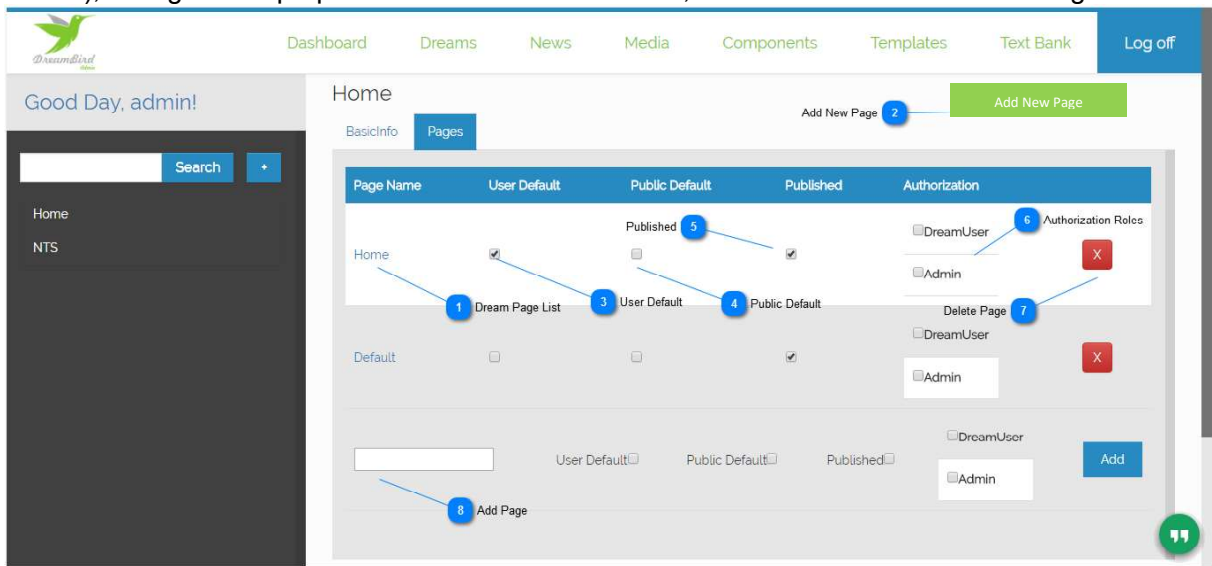 DreamBird
Dashboard Dreams News Media Components Templates Text Bank Log off
Good Day, admin!
Home
Add New Page 2 Add New Page
BasicInfo Pages
Search +
Page Name User Default Public Default Published Authorization
Home
NTS
Published 5
DreamUser
6 Authorization Roles
Home
X
Admin
1 Dream Page List
3 User Default
4 Public Default
Delete Page 7
DreamUser
Default
X
Admin
DreamUser
User Default Public Default Published
Add
Admin
8 Add Page